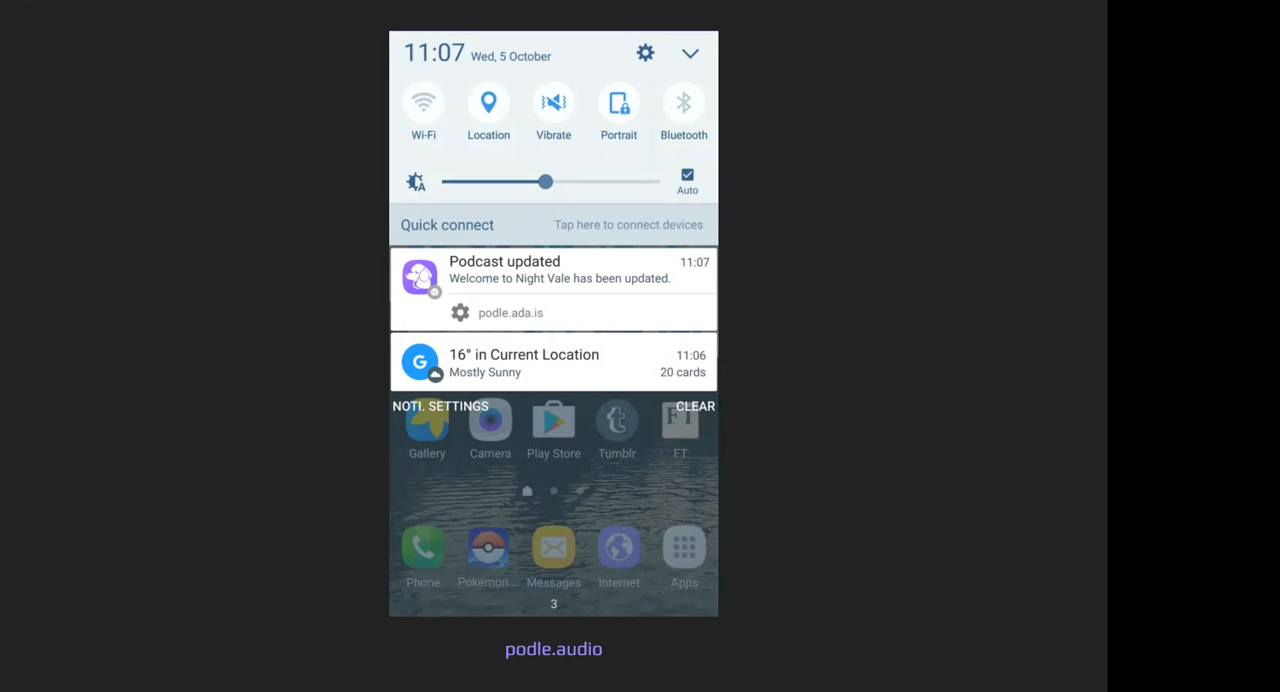 11:07 Wed, 5 October
Wi-Fi Location Vibrate Portrait Bluetooth
A
Auto
Quick connect Tap here to connect devices
Podcast updated 11:07
Welcome to Night Vale has been updated.
podle.ada.is
G
16° in Current Location 11:06
Mostly Sunny 20 cards
NOTI. SETTINGS CLEAR
t FT
Gallery Camera Play Store Tumblr FT
Phone Pokémon... Messages Internet Apps
3
podle.audio